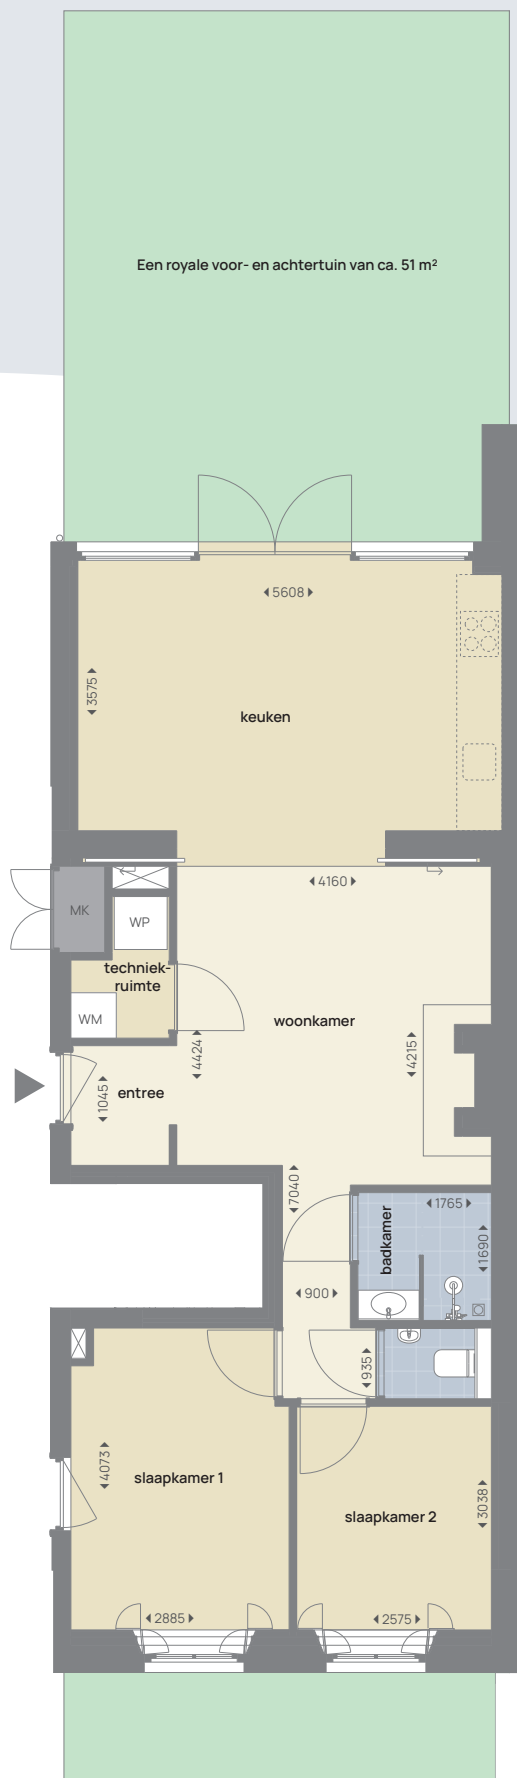 Een royale voor- en achtertuin van ca. 51 m²
5608
3575
keuken
4160
MK
WP
techniek-
ruimte
WM
woonkamer
4424
4215
1045
entree
7040
badkamer
1765
1690
900
935
4073
slaapkamer 1
slaapkamer 2
3038
2885
2575